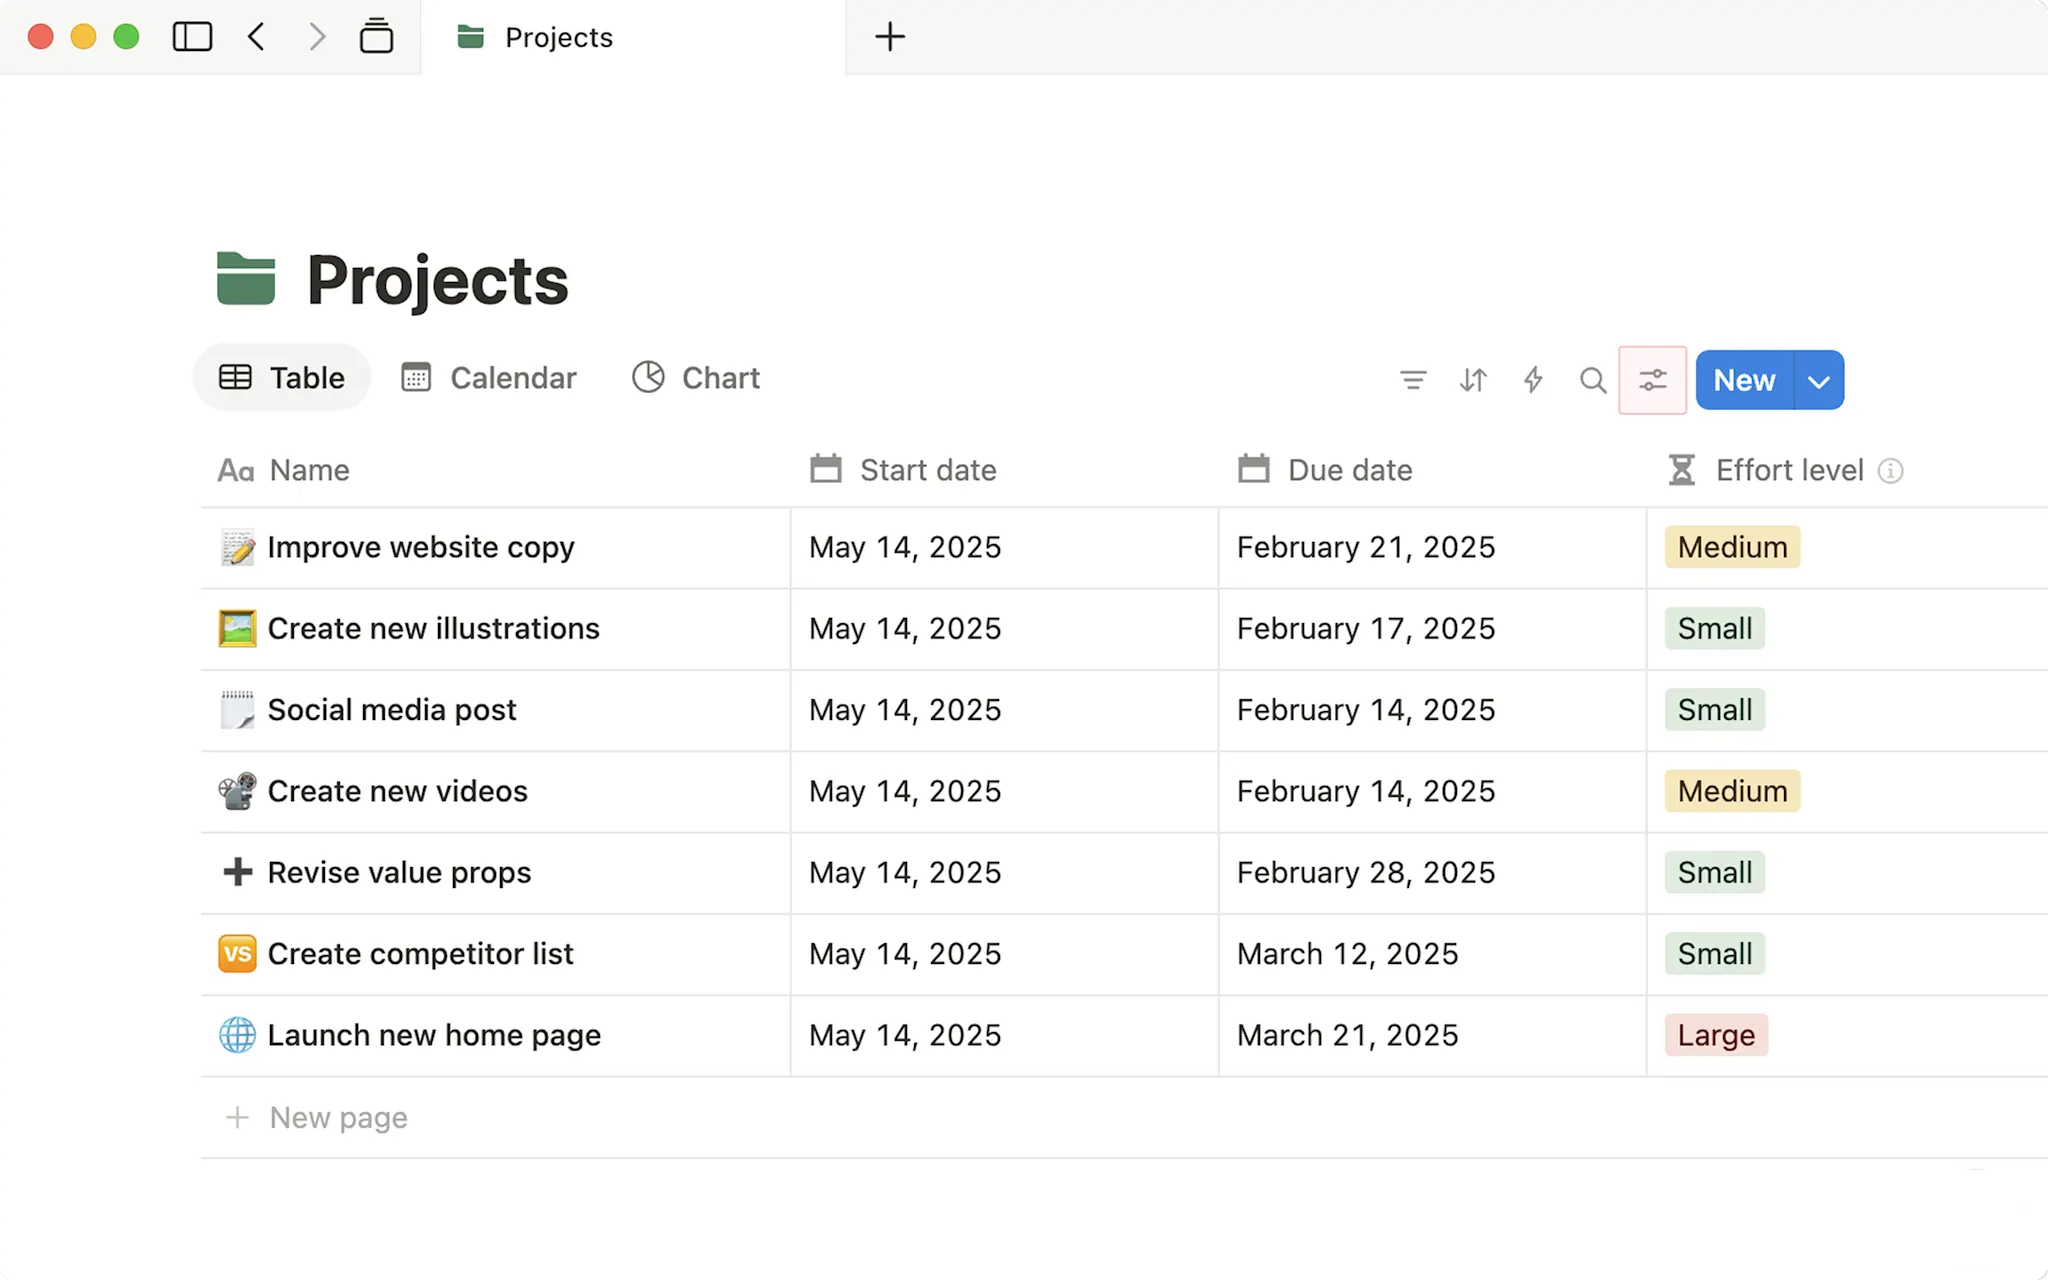 Projects
Projects
Table Calendar Chart New
Aa Name Start date Due date Effort level
Improve website copy May 14, 2025 February 21, 2025 Medium
Create new illustrations May 14, 2025 February 17, 2025 Small
Social media post May 14, 2025 February 14, 2025 Small
Create new videos May 14, 2025 February 14, 2025 Medium
Revise value props May 14, 2025 February 28, 2025 Small
VS Create competitor list May 14, 2025 March 12, 2025 Small
Launch new home page May 14, 2025 March 21, 2025 Large
New page